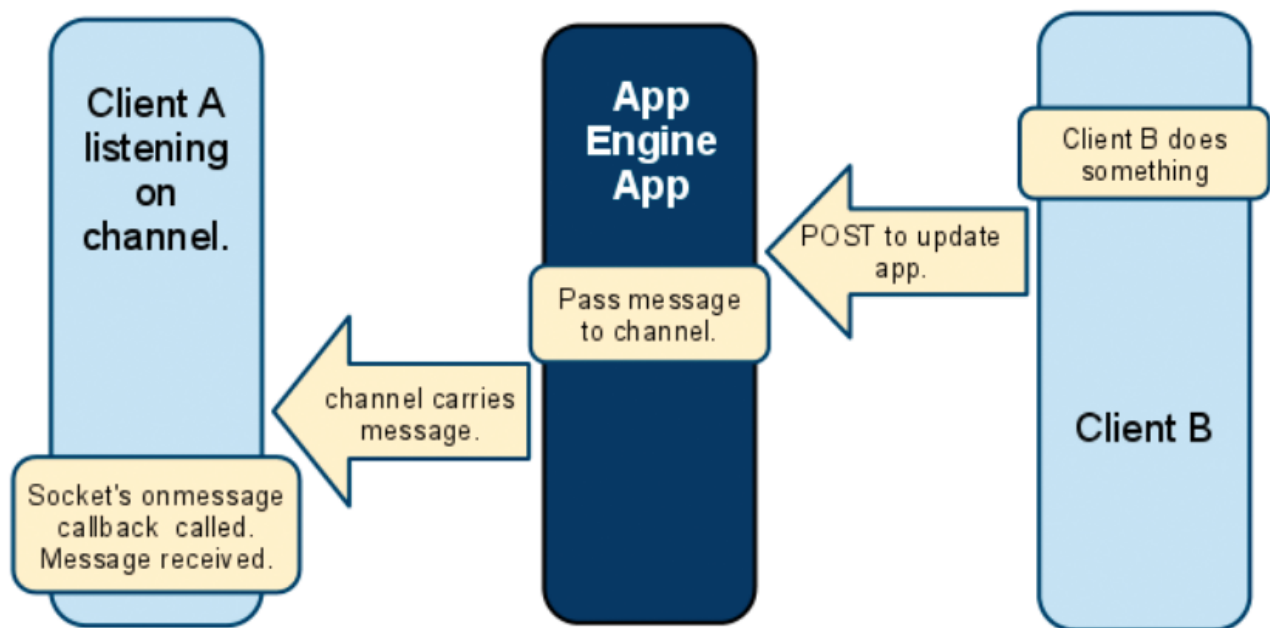 Client A
listening
on
channel.
App
Engine
App
Client B does
something
POST to update
app.
Pass message
to channel.
channel carries
message.
Client B
Socket's onmessage
callback called.
Message received.